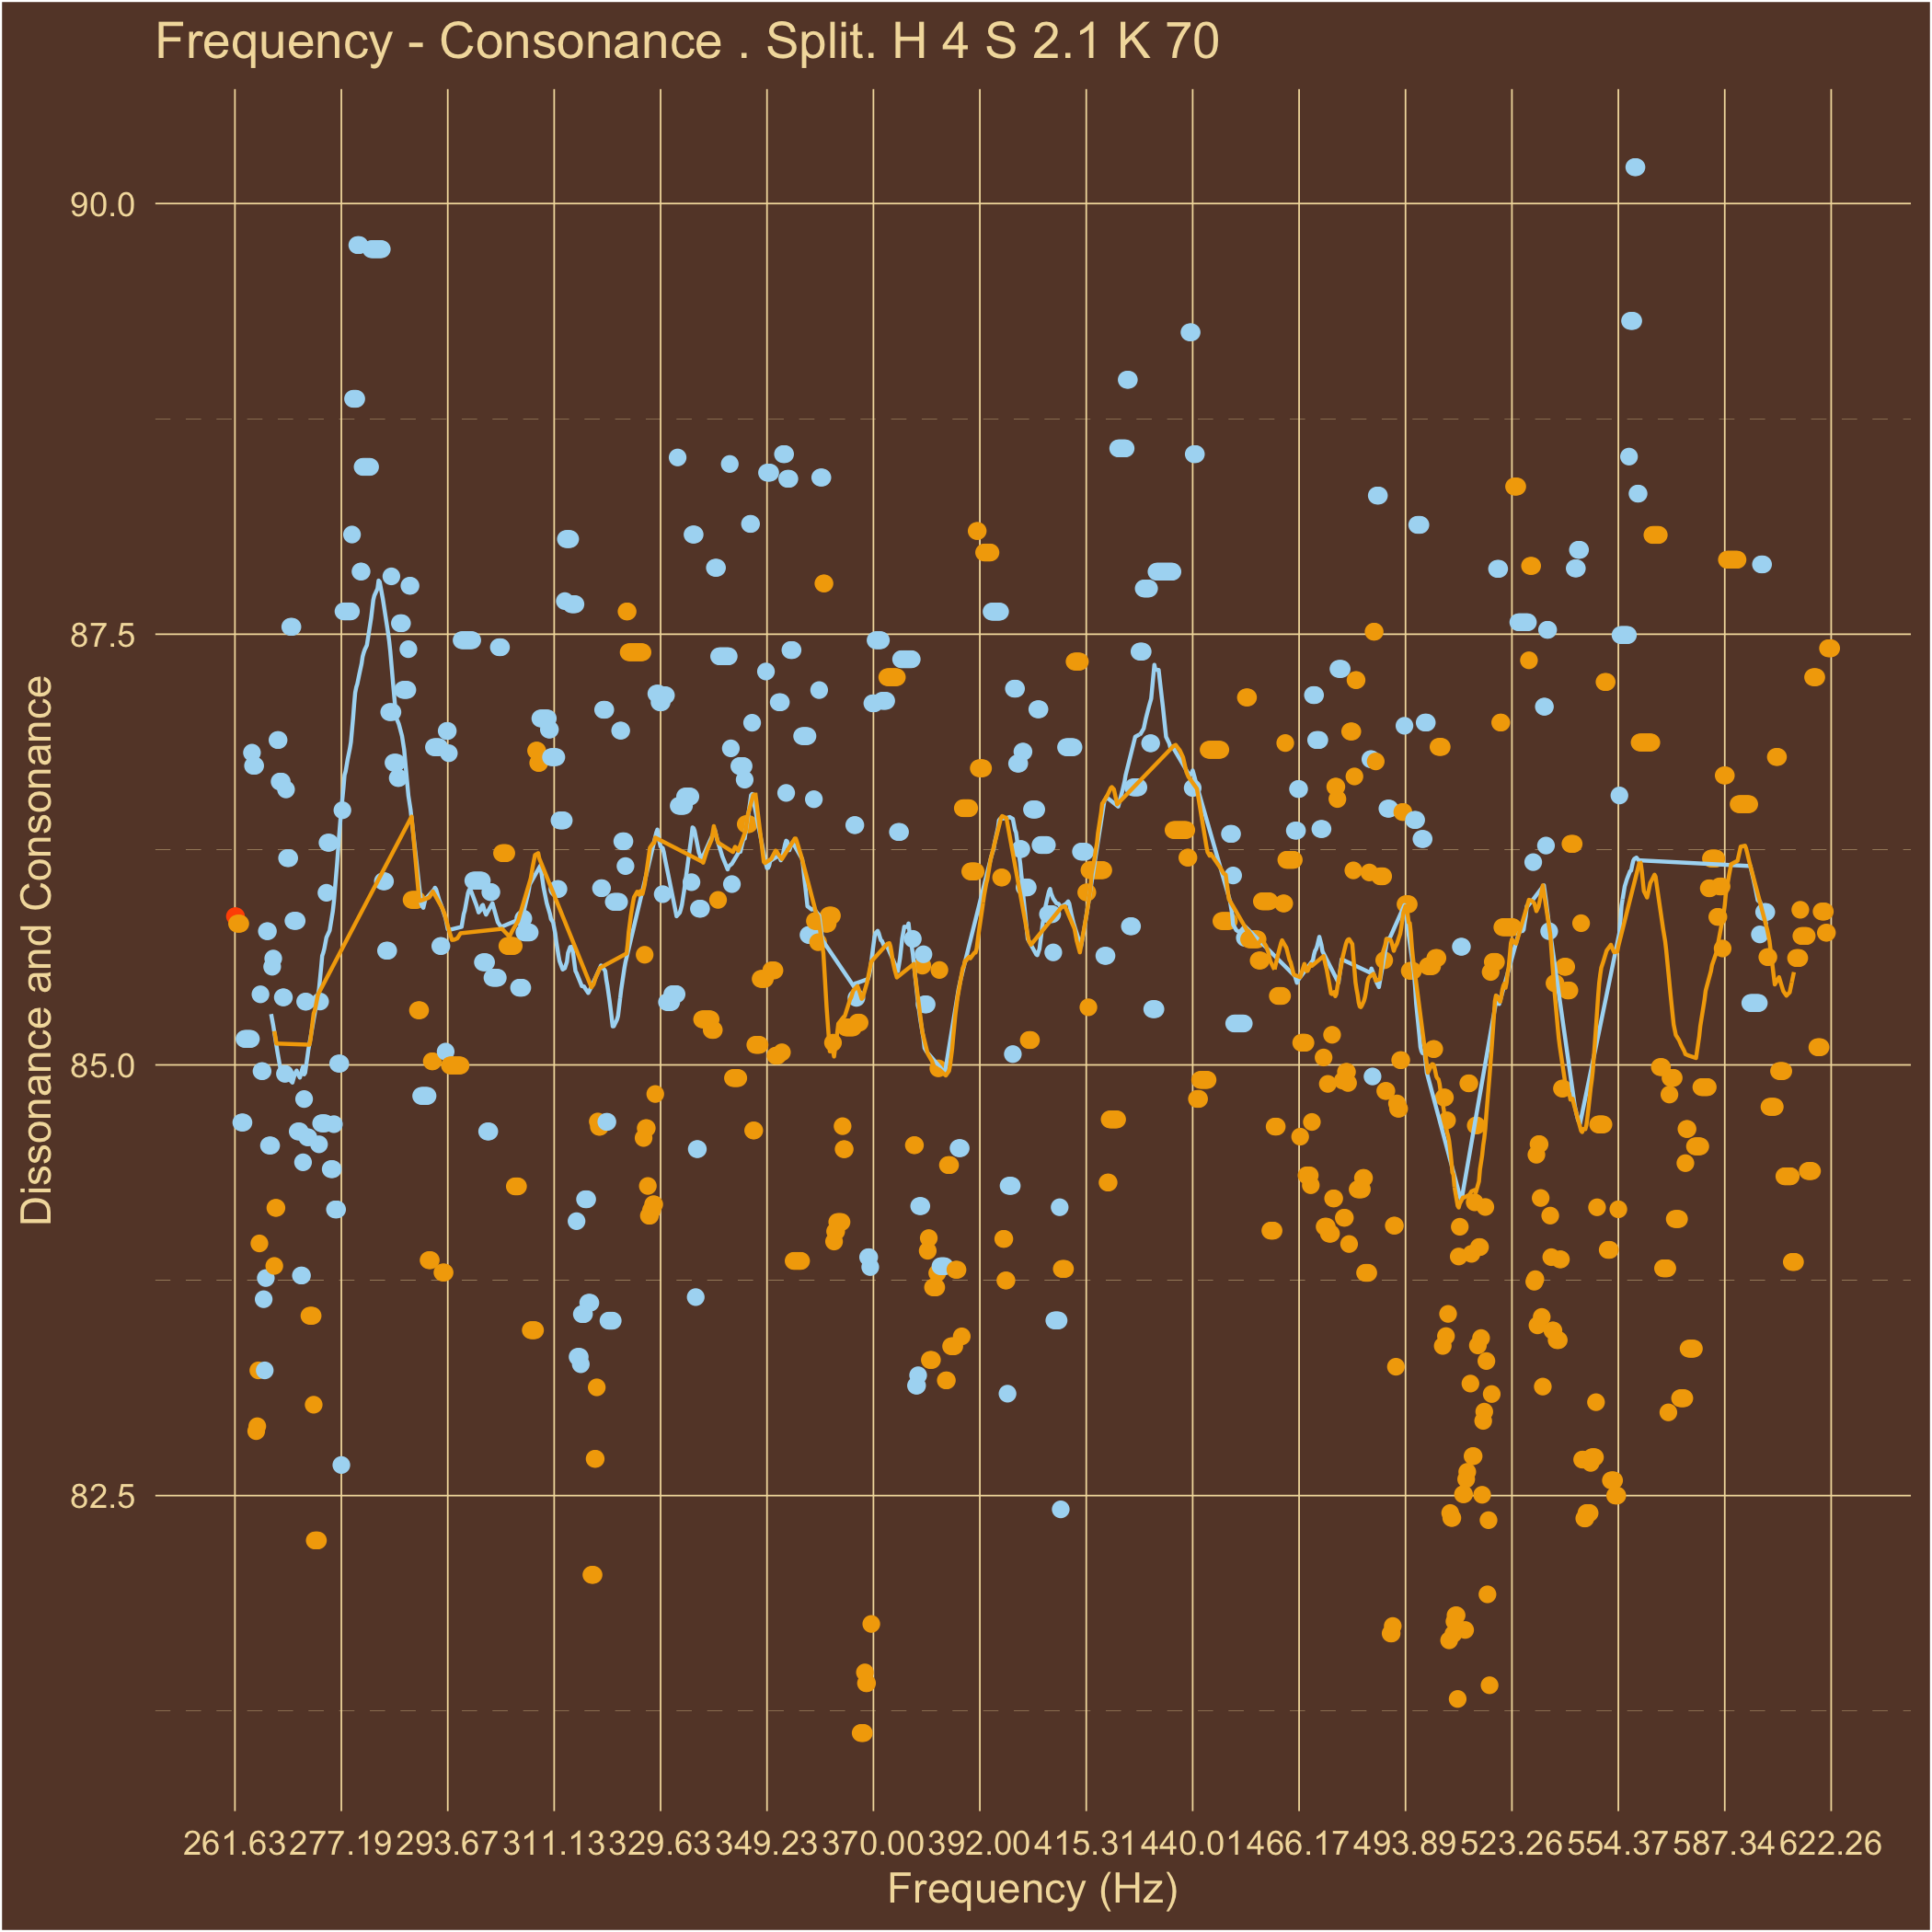 Frequency - Consonance . Split. H 4 S 2.1 K 70
Dissonance and Consonance
90.0
87.5
85.0
82.5
261.63 277.19 293.67 311.13 329.63 349.23 370.00 392.00 415.31 440.01 466.17 493.89 523.26 554.37 587.34 622.26
Frequency (Hz)